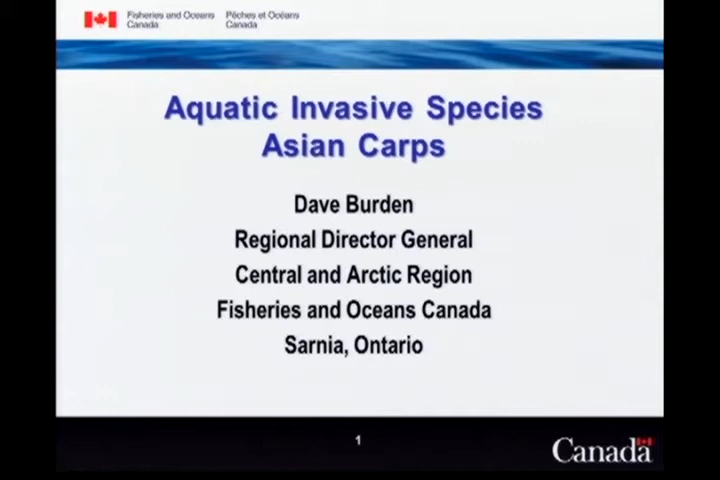 Fisheries and Oceans Pêches et Océans
Canada Canada
Aquatic Invasive Species
Asian Carps
Dave Burden
Regional Director General
Central and Arctic Region
Fisheries and Oceans Canada
Sarnia, Ontario
1
Canada